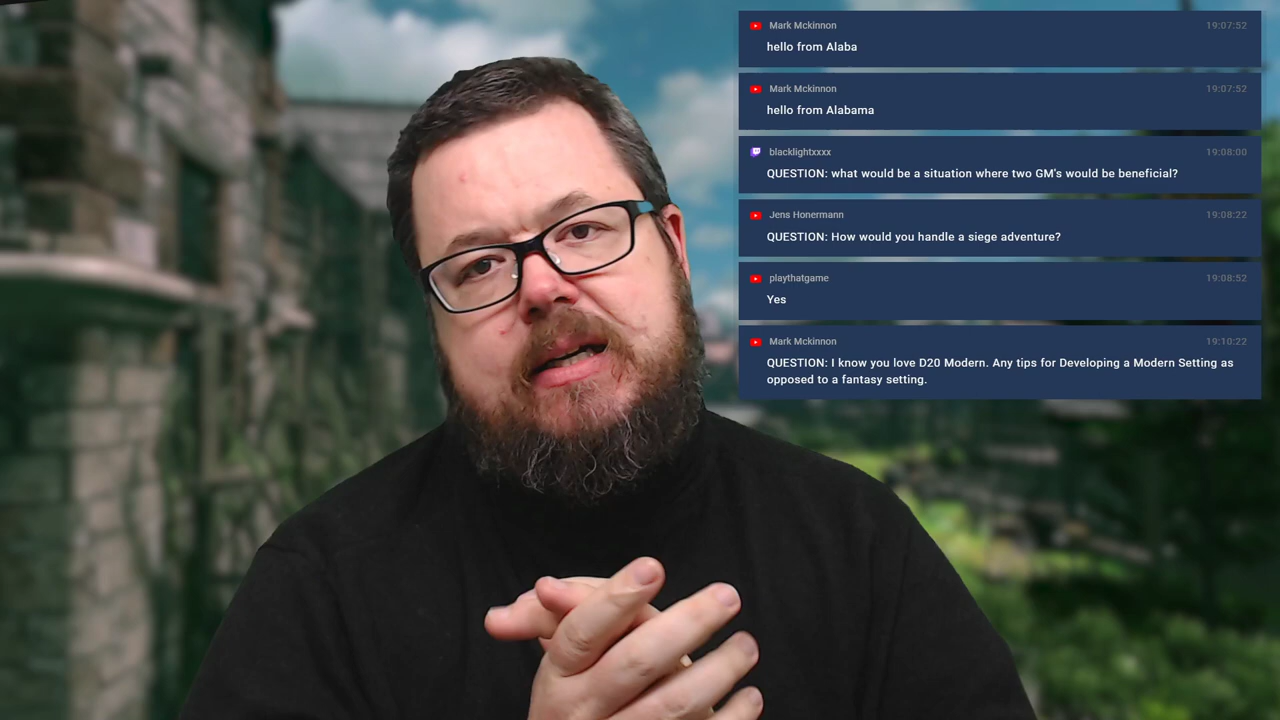 Mark Mckinnon 19:07:52
hello from Alaba
Mark Mckinnon 19:07:52
hello from Alabama
blacklightxxxx 19:08:00
QUESTION: what would be a situation where two GM's would be beneficial?
Jens Honermann 19:08:22
QUESTION: How would you handle a siege adventure?
playthatgame 19:08:52
Yes
Mark Mckinnon 19:10:22
QUESTION: I know you love D20 Modern. Any tips for Developing a Modern Setting as
opposed to a fantasy setting.